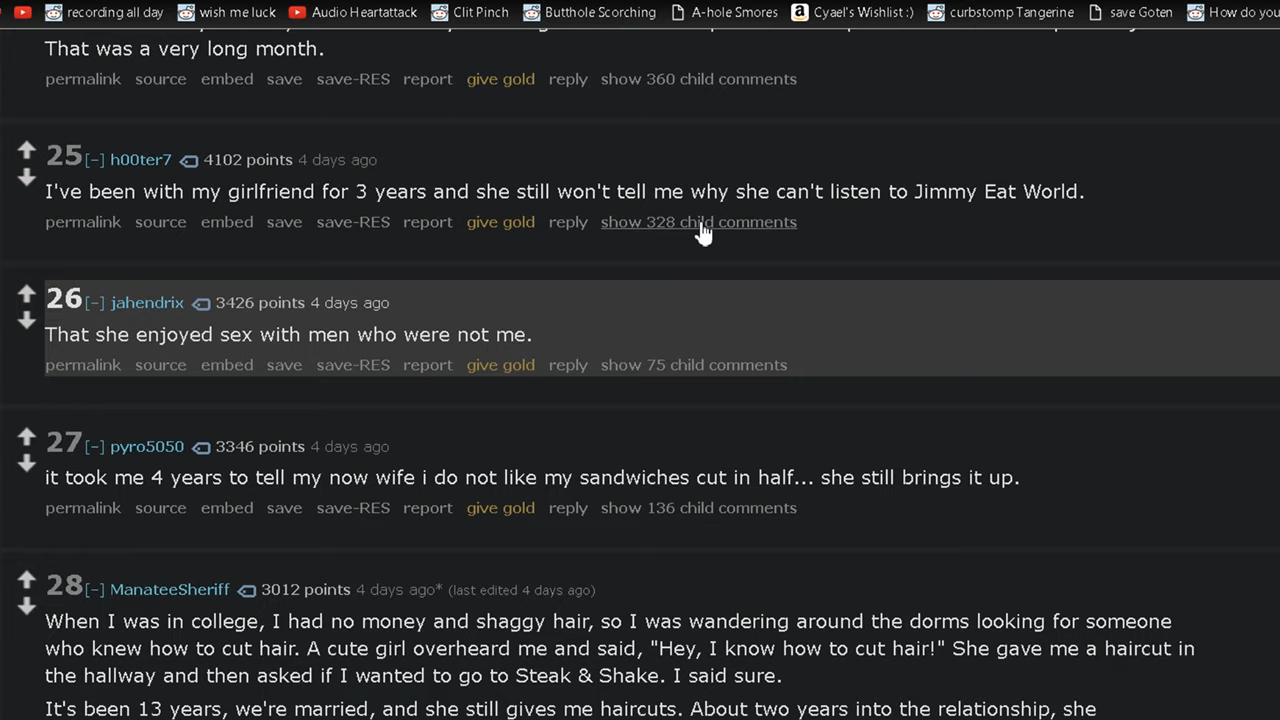 recording all day wish me luck Audio Heartattack Clit Pinch Butthole Scorching A-hole Smores Cyael's Wishlist :) curbstomp Tangerine save Goten How do you
That was a very long month.
permalink source embed save save-RES report give gold reply show 360 child comments
25 [-] h00ter7 4102 points 4 days ago
I've been with my girlfriend for 3 years and she still won't tell me why she can't listen to Jimmy Eat World.
permalink source embed save save-RES report give gold reply show 328 child comments
26 [-] jahendrix 3426 points 4 days ago
That she enjoyed sex with men who were not me.
permalink source embed save save-RES report give gold reply show 75 child comments
27 [-] pyro5050 3346 points 4 days ago
it took me 4 years to tell my now wife i do not like my sandwiches cut in half... she still brings it up.
permalink source embed save save-RES report give gold reply show 136 child comments
28 [-] ManateeSheriff 3012 points 4 days ago* (last edited 4 days ago)
When I was in college, I had no money and shaggy hair, so I was wandering around the dorms looking for someone
who knew how to cut hair. A cute girl overheard me and said, "Hey, I know how to cut hair!" She gave me a haircut in
the hallway and then asked if I wanted to go to Steak & Shake. I said sure.
It's been 13 years, we're married, and she still gives me haircuts. About two years into the relationship, she